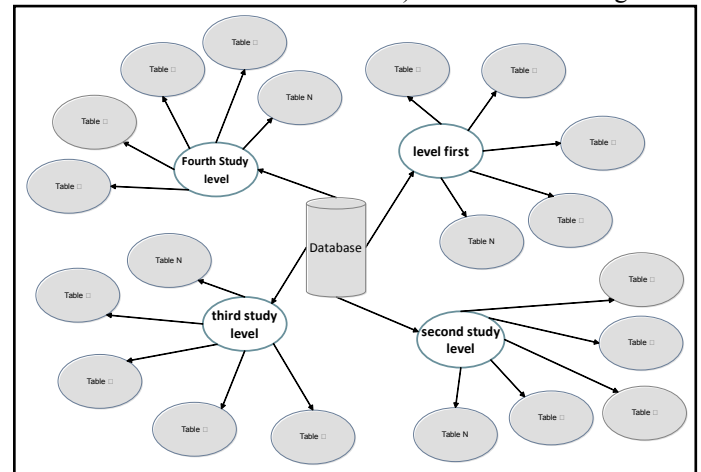 Table □
Table □
Table □
Table □
Table N
Fourth Study
level
Table □
Table □
Table □
Table □
Table N
level first
Database
Table N
Table □
Table □
Table □
Table □
third study
level
Table □
Table □
Table □
Table □
Table N
second study
level